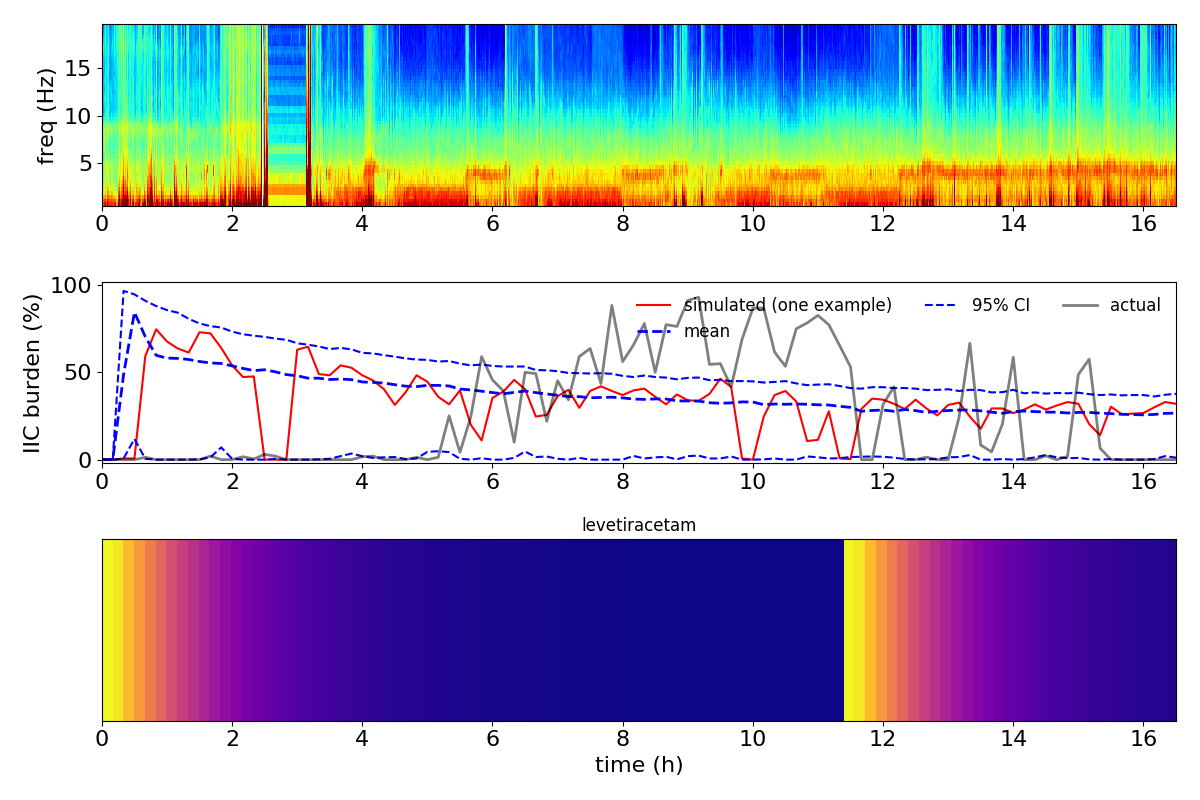 freq (Hz)
15
10
5
0 2 4 6 8 10 12 14 16
IIC burden (%)
100
50
0
simulated (one example) 95% CI actual
mean
0 2 4 6 8 10 12 14 16
levetiracetam
0 2 4 6 8 10 12 14 16
time (h)